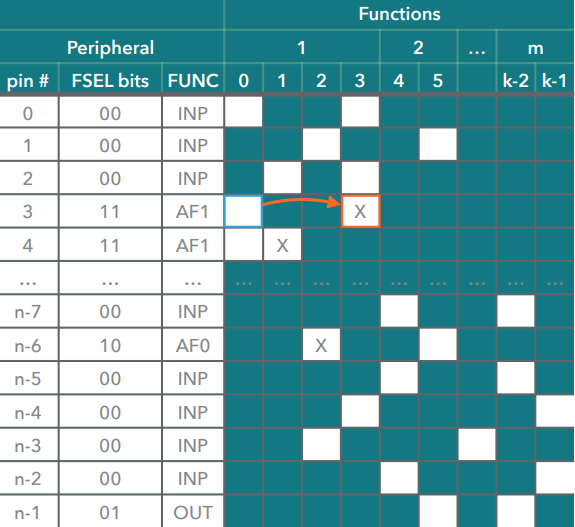 Functions
Peripheral 1 2 ... m
pin # FSEL bits FUNC 0 1 2 3 4 5 k-2 k-1
0 00 INP
1 00 INP
2 00 INP
3 11 AF1 X
4 11 AF1 X
... ... ... ... ... ... ... ... ... ... ... ...
n-7 00 INP
n-6 10 AF0 X
n-5 00 INP
n-4 00 INP
n-3 00 INP
n-2 00 INP
n-1 01 OUT